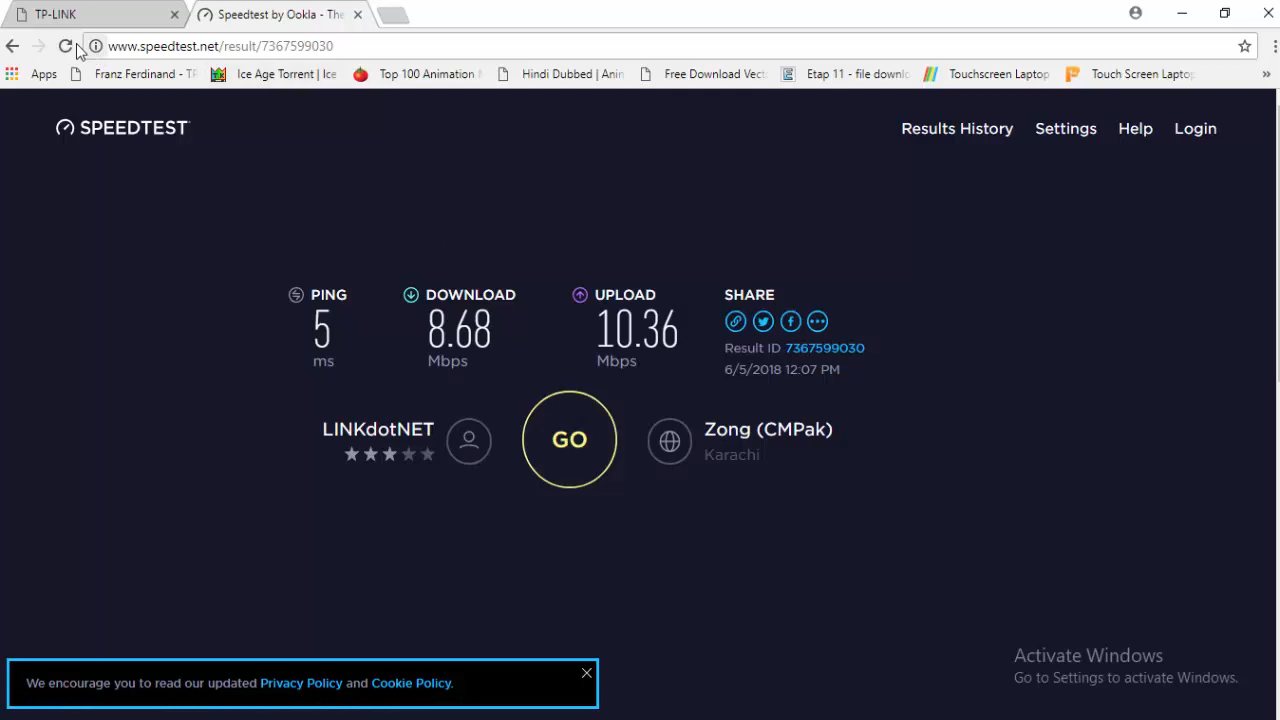 TP-LINK
Speedtest by Ookla - The
www.speedtest.net/result/7367599030
Apps
Franz Ferdinand - TP
Ice Age Torrent | Ice
Top 100 Animation
Hindi Dubbed | Anim
Free Download Vect
Etap 11 - file downlo
Touchscreen Laptop
Touch Screen Laptop
»
SPEEDTEST
Results History
Settings
Help
Login
PING
5
ms
DOWNLOAD
8.68
Mbps
UPLOAD
10.36
Mbps
SHARE
Result ID 7367599030
6/5/2018 12:07 PM
LINKdotNET
GO
Zong (CMPak)
Karachi
We encourage you to read our updated Privacy Policy and Cookie Policy.
Activate Windows
Go to Settings to activate Windows.